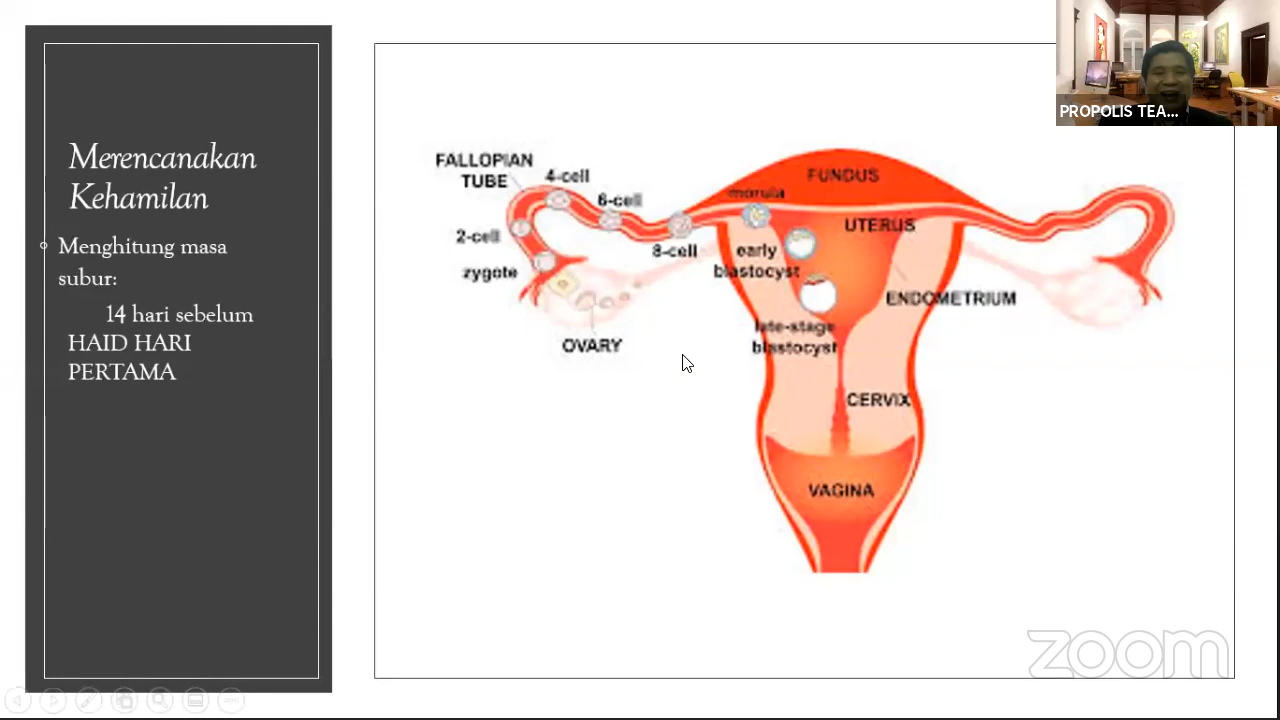 PROPOLIS TEA...
Merencanakan
Kehamilan
Menghitung masa
subur:
14 hari sebelum
HAID HARI
PERTAMA
FALLOPIAN
TUBE
4-cell
6-cell
2-cell
8-cell
zygote
OVARY
morula
FUNDUS
UTERUS
early
blastocyst
ENDOMETRIUM
late-stage
blastocyst
CERVIX
VAGINA
zoom